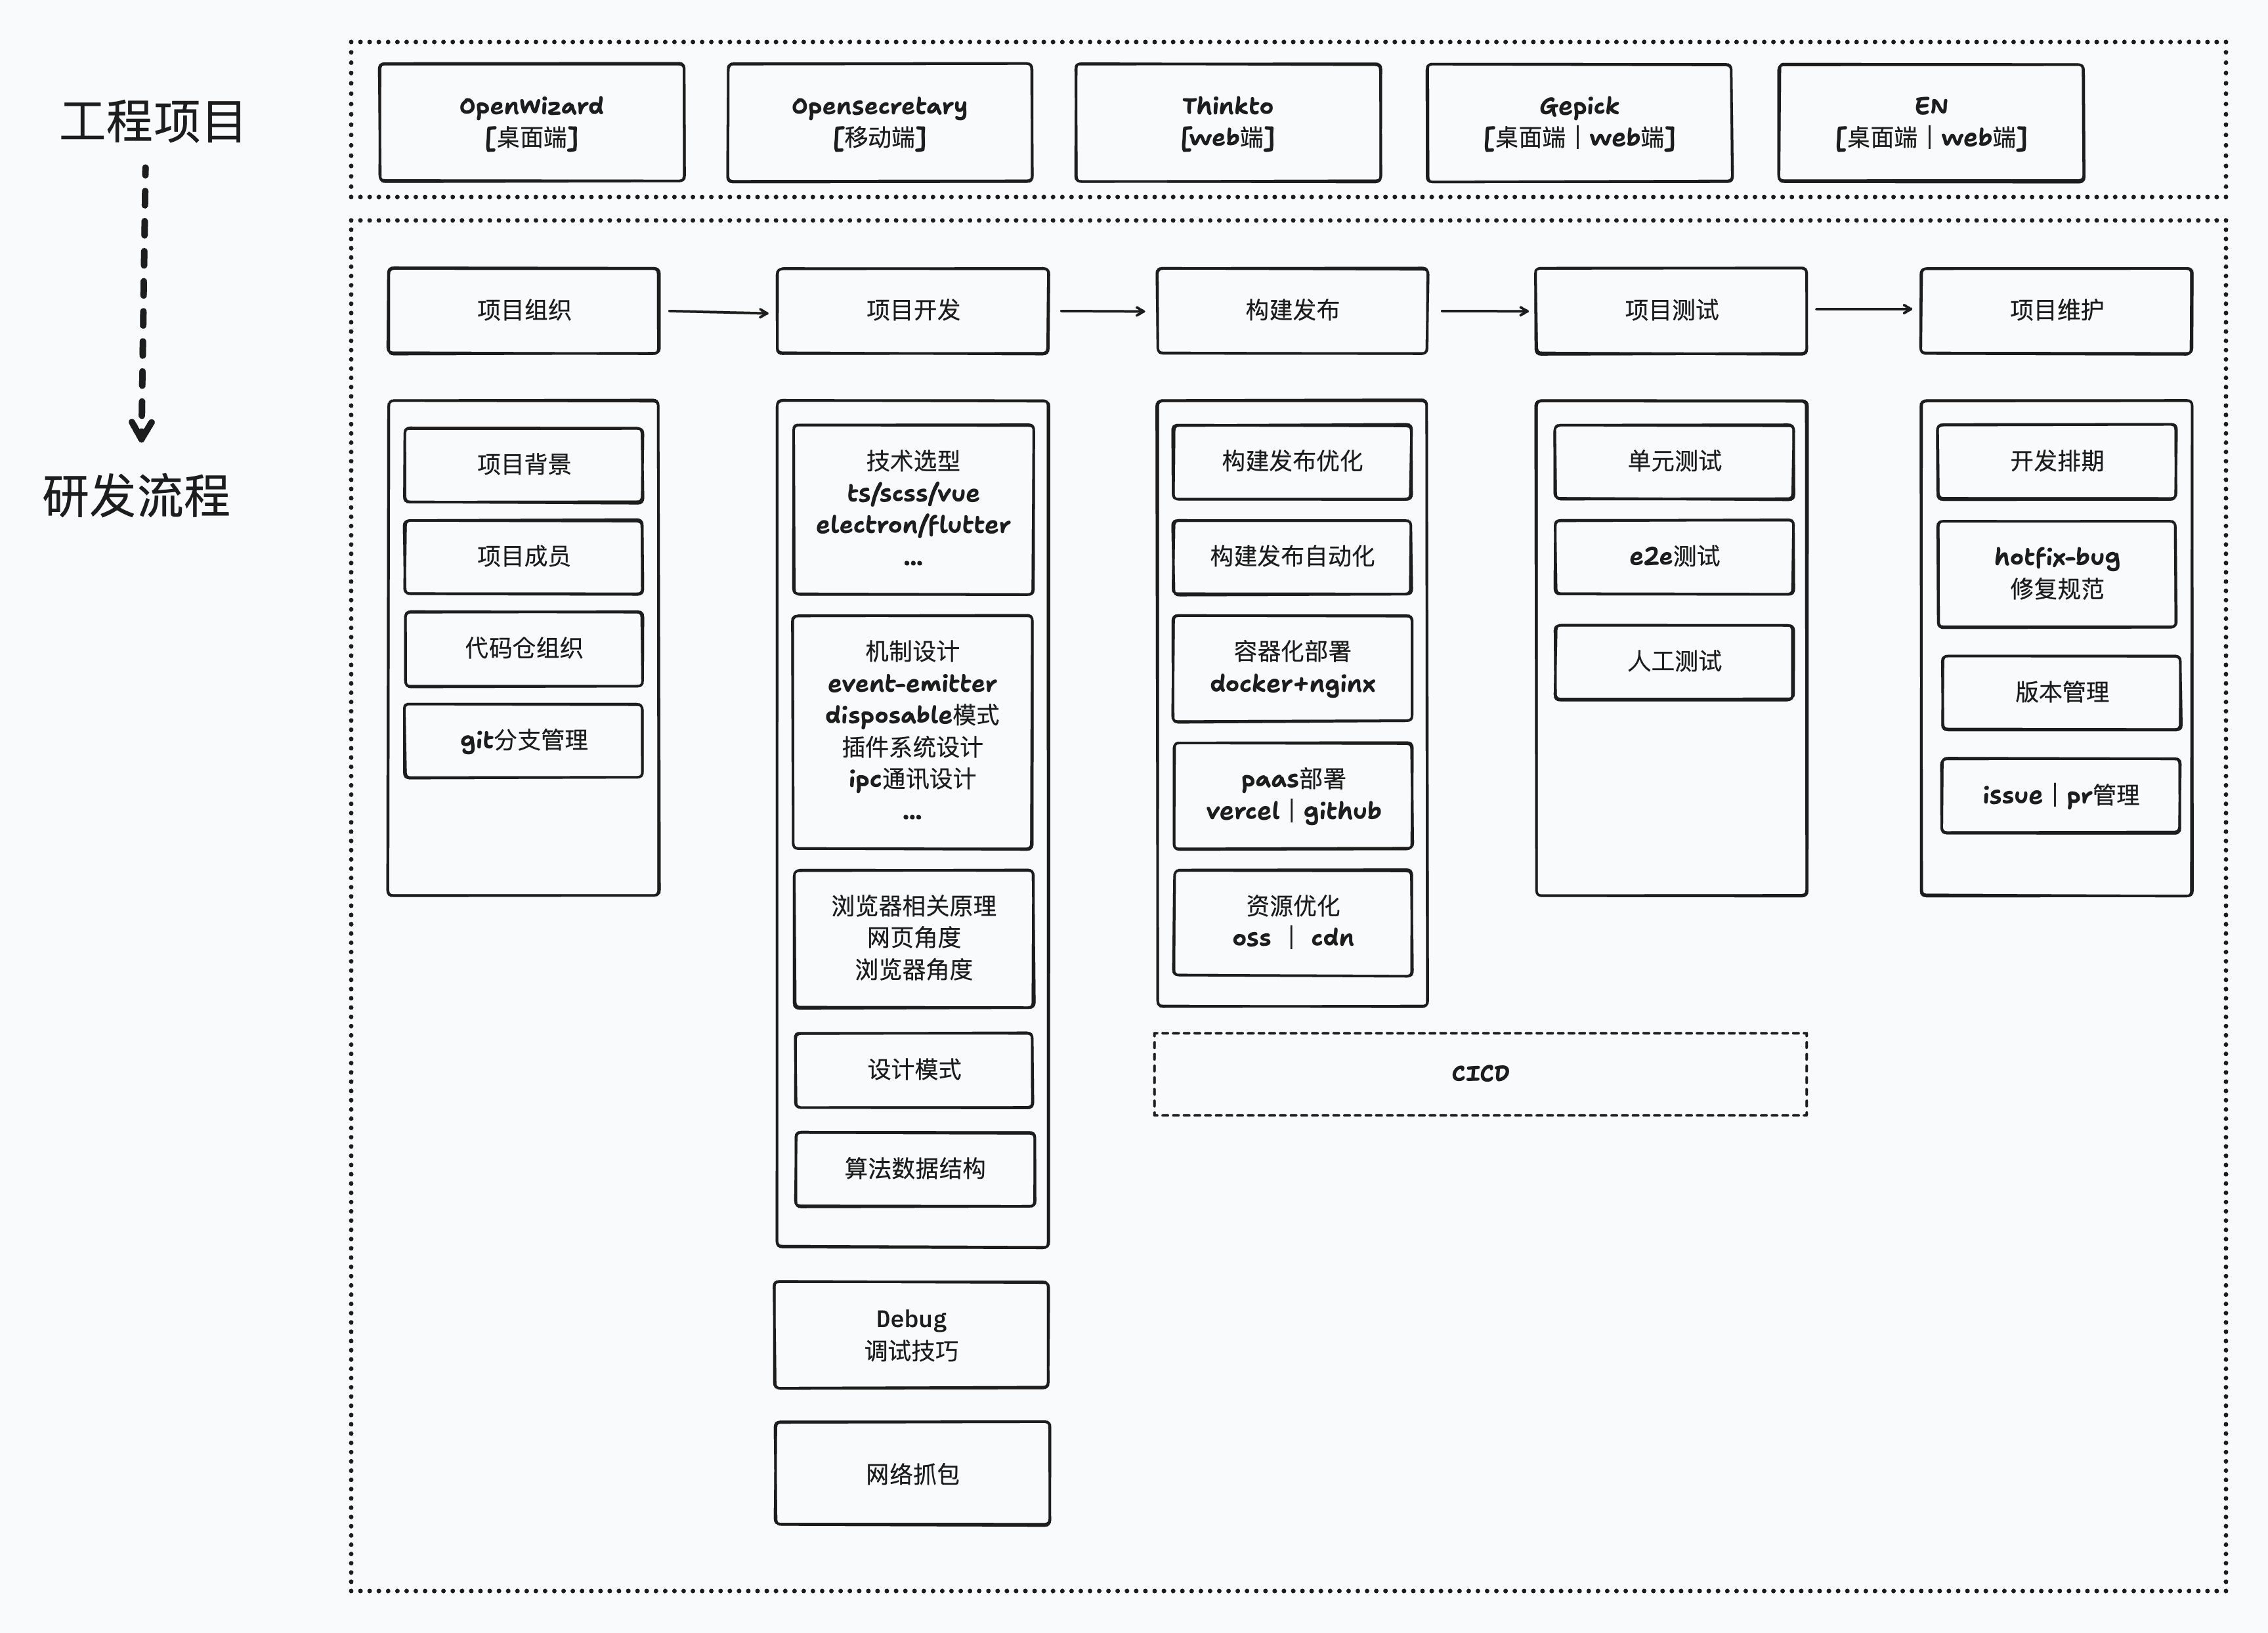 工程项目
研发流程
OpenWizard
[桌面端]
Opensecretary
[移动端]
Thinkto
[web端]
Gepick
[桌面端｜web端]
EN
[桌面端｜web端]
项目组织
项目开发
构建发布
项目测试
项目维护
项目背景
项目成员
代码仓组织
git分支管理
技术选型
ts/scss/vue
electron/flutter
...
机制设计
event-emitter
disposable模式
插件系统设计
ipc通讯设计
...
浏览器相关原理
网页角度
浏览器角度
设计模式
算法数据结构
Debug
调试技巧
网络抓包
构建发布优化
构建发布自动化
容器化部署
docker+nginx
paas部署
vercel｜github
资源优化
oss ｜ cdn
单元测试
e2e测试
人工测试
CICD
开发排期
hotfix-bug
修复规范
版本管理
issue｜pr管理